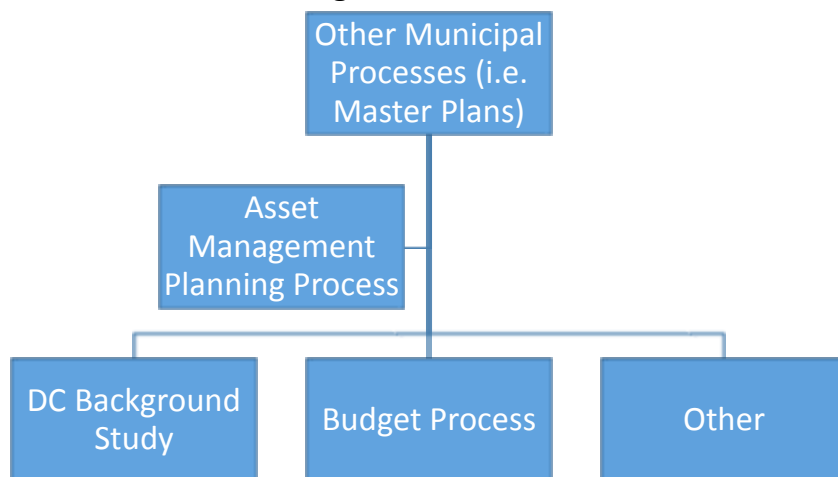 Other Municipal
Processes (i.e.
Master Plans)
Asset
Management
Planning Process
DC Background
Study
Budget Process
Other